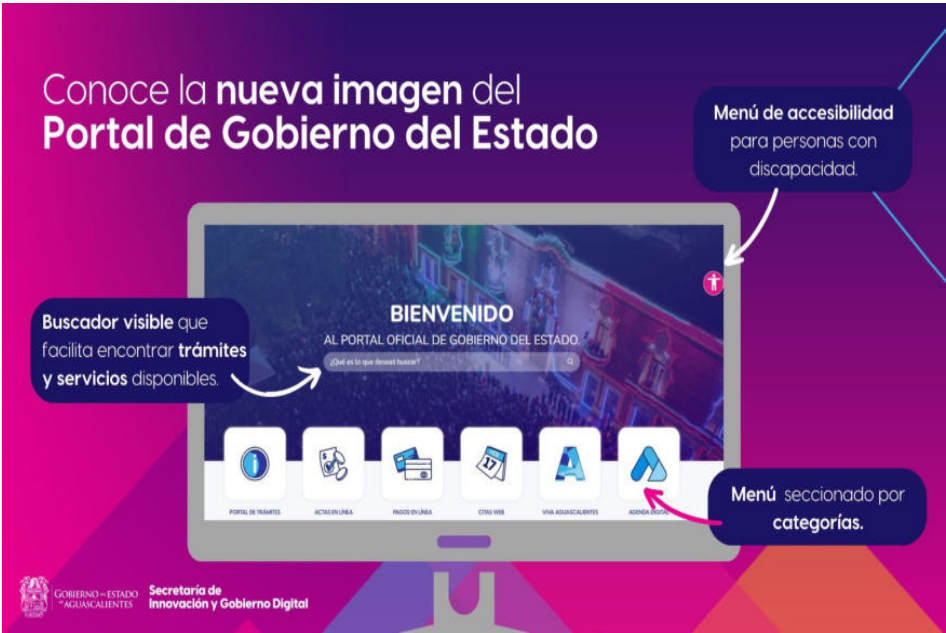 Conoce la nueva imagen del
Portal de Gobierno del Estado
Menú de accesibilidad
para personas con
discapacidad.
Buscador visible que
facilita encontrar trámites
y servicios disponibles.
BIENVENIDO
AL PORTAL OFICIAL DE GOBIERNO DEL ESTADO.
¿Qué es lo que deseas buscar?
17
PORTAL DE TRÁMITES
ACTAS EN LÍNEA
PAGOS EN LÍNEA
CITAS WEB
VIVA AGUASCALIENTES
AGENDA DIGITAL
Menú seccionado por
categorías.
GOBIERNO DEL ESTADO
DE AGUASCALIENTES
Secretaría de
Innovación y Gobierno Digital